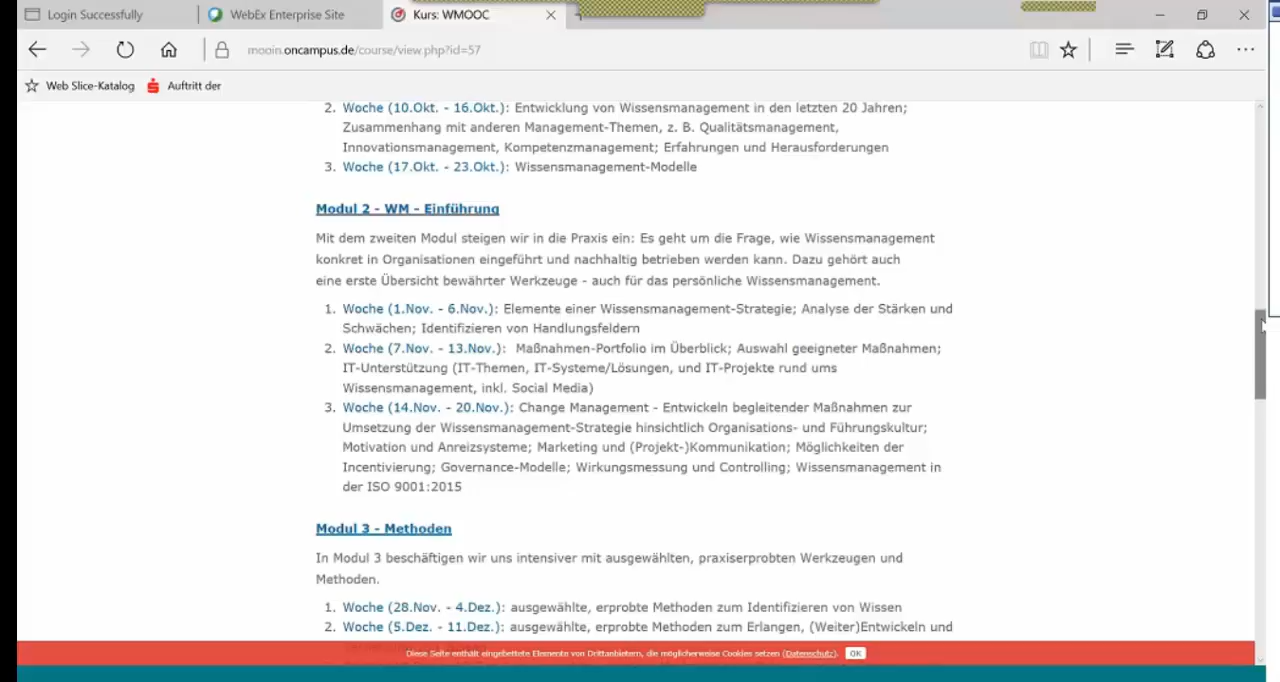 Login Successfully
WebEx Enterprise Site
Kurs: WMOOC
mooin.oncampus.de/course/view.php?id=57
Web Slice-Katalog
Auftritt der
2. Woche (10.Okt. - 16.Okt.): Entwicklung von Wissensmanagement in den letzten 20 Jahren;
Zusammenhang mit anderen Management-Themen, z. B. Qualitätsmanagement,
Innovationsmanagement, Kompetenzmanagement; Erfahrungen und Herausforderungen
3. Woche (17.Okt. - 23.Okt.): Wissensmanagement-Modelle
Modul 2 - WM - Einführung
Mit dem zweiten Modul steigen wir in die Praxis ein: Es geht um die Frage, wie Wissensmanagement
konkret in Organisationen eingeführt und nachhaltig betrieben werden kann. Dazu gehört auch
eine erste Übersicht bewährter Werkzeuge - auch für das persönliche Wissensmanagement.
1. Woche (1.Nov. - 6.Nov.): Elemente einer Wissensmanagement-Strategie; Analyse der Stärken und
Schwächen; Identifizieren von Handlungsfeldern
2. Woche (7.Nov. - 13.Nov.): Maßnahmen-Portfolio im Überblick; Auswahl geeigneter Maßnahmen;
IT-Unterstützung (IT-Themen, IT-Systeme/Lösungen, und IT-Projekte rund ums
Wissensmanagement, inkl. Social Media)
3. Woche (14.Nov. - 20.Nov.): Change Management - Entwickeln begleitender Maßnahmen zur
Umsetzung der Wissensmanagement-Strategie hinsichtlich Organisations- und Führungskultur;
Motivation und Anreizsysteme; Marketing und (Projekt-)Kommunikation; Möglichkeiten der
Incentivierung; Governance-Modelle; Wirkungsmessung und Controlling; Wissensmanagement in
der ISO 9001:2015
Modul 3 - Methoden
In Modul 3 beschäftigen wir uns intensiver mit ausgewählten, praxiserprobten Werkzeugen und
Methoden.
1. Woche (28.Nov. - 4.Dez.): ausgewählte, erprobte Methoden zum Identifizieren von Wissen
2. Woche (5.Dez. - 11.Dez.): ausgewählte, erprobte Methoden zum Erlangen, (Weiter)Entwickeln und
Diese Seite enthält eingebettete Elemente von Drittanbietern, die möglicherweise Cookies setzen (Datenschutz). OK